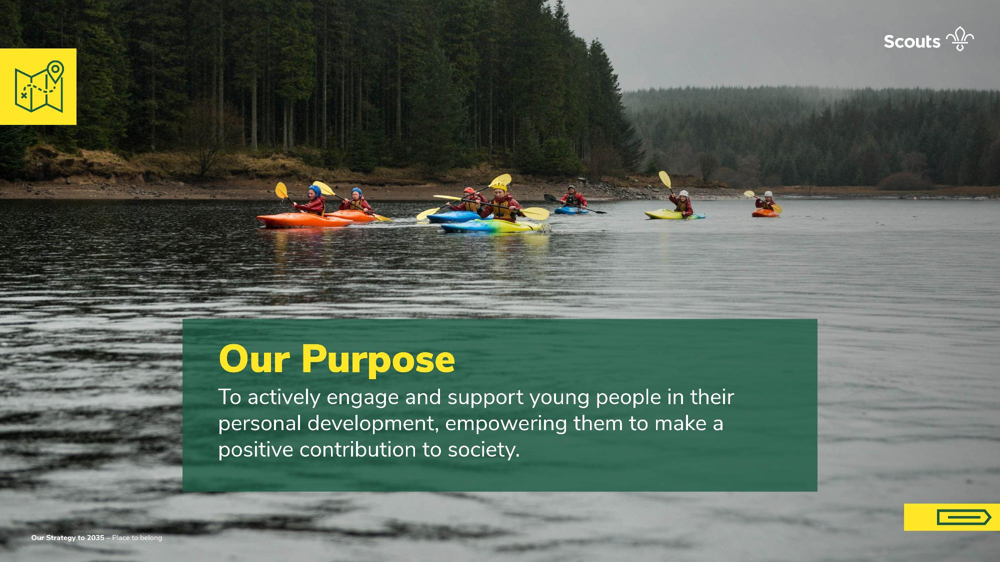 Scouts
Our Purpose
To actively engage and support young people in their
personal development, empowering them to make a
positive contribution to society.
Our Strategy to 2035 – Place to belong